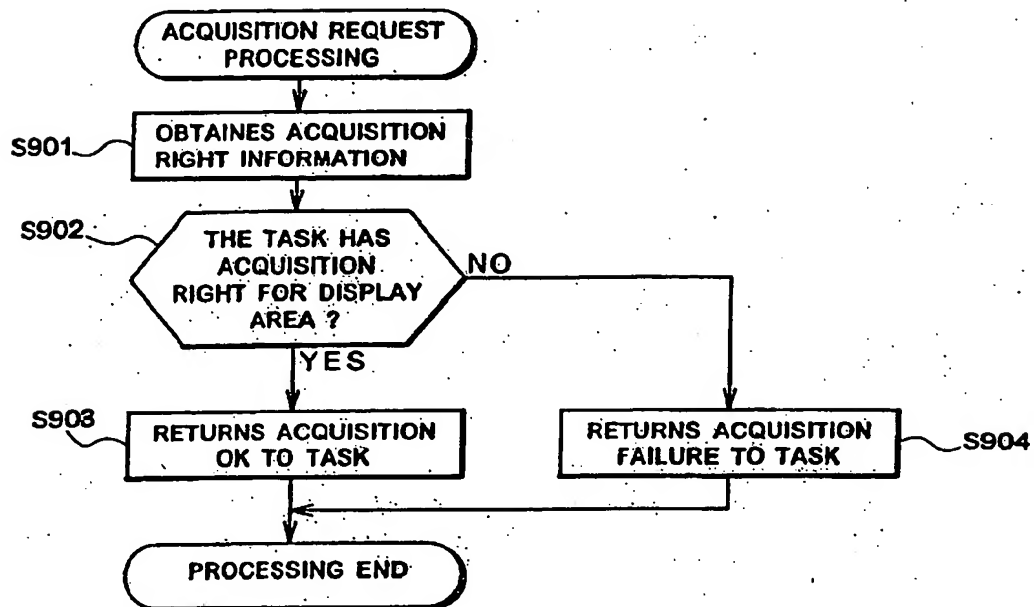 ACQUISITION REQUEST
PROCESSING
S901
OBTAINES ACQUISITION
RIGHT INFORMATION
S902
THE TASK HAS
ACQUISITION
RIGHT FOR DISPLAY
AREA ?
NO
YES
S903
RETURNS ACQUISITION
OK TO TASK
RETURNS ACQUISITION
FAILURE TO TASK
S904
PROCESSING END